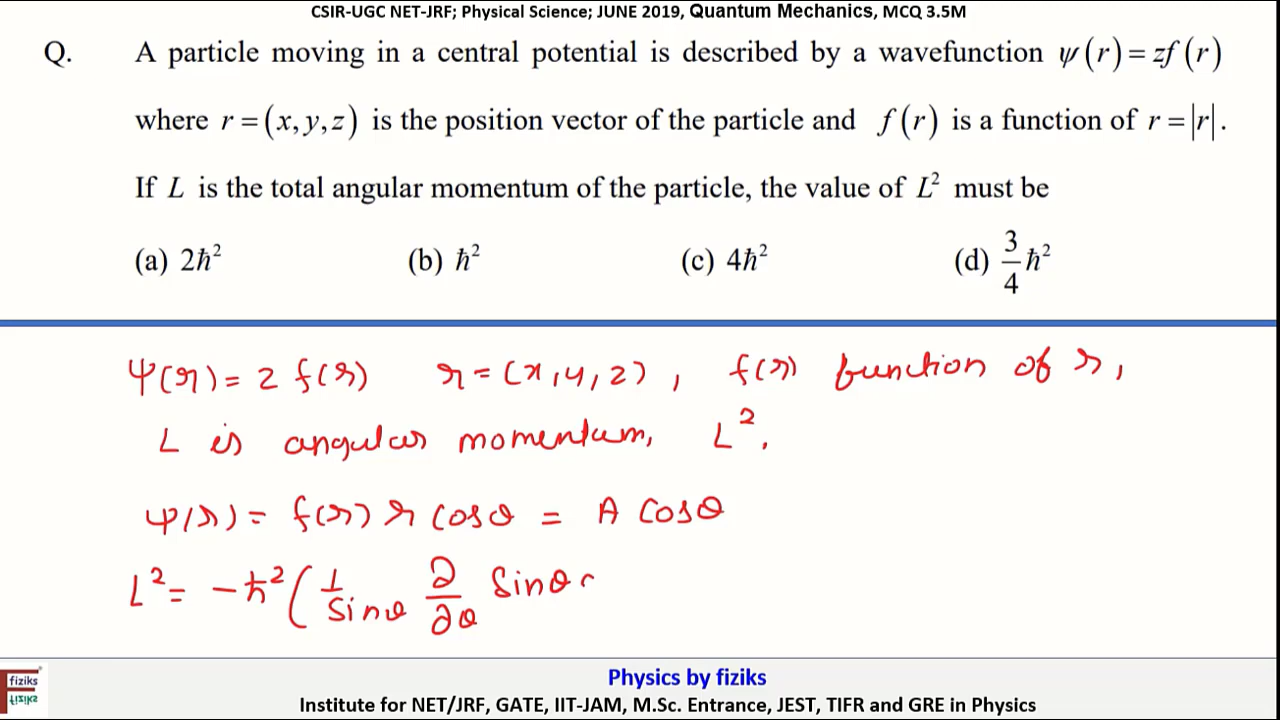 CSIR-UGC NET-JRF; Physical Science; JUNE 2019, Quantum Mechanics, MCQ 3.5M
Q. A particle moving in a central potential is described by a wavefunction ψ(r) = zf(r)
where r = (x, y, z) is the position vector of the particle and f(r) is a function of r = |r|.
If L is the total angular momentum of the particle, the value of L² must be
(a) 2ħ² (b) ħ² (c) 4ħ² (d) 3/4 ħ²
ψ(r) = z f(r) r = (x, y, z), f(r) function of r,
L is angular momentum, L².
ψ(r) = f(r) r cosθ = A cosθ
L² = -ħ² ( 1/sinθ ∂/∂θ sinθ
fiziks
fiziks
Physics by fiziks
Institute for NET/JRF, GATE, IIT-JAM, M.Sc. Entrance, JEST, TIFR and GRE in Physics